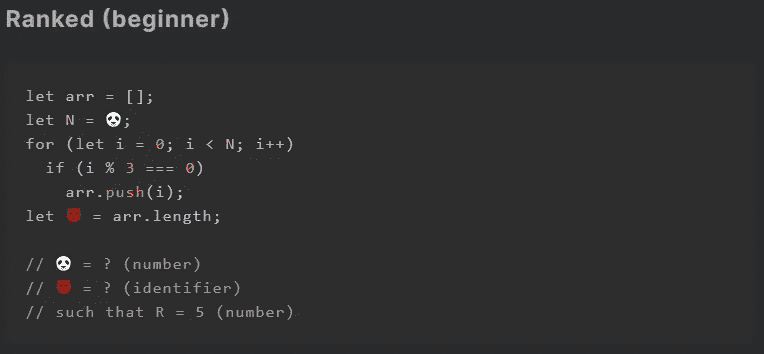 Ranked (beginner)
let arr = [];
let N = 🐼;
for (let i = 0; i < N; i++)
if (i % 3 === 0)
arr.push(i);
let 👹 = arr.length;
// 🐼 = ? (number)
// 👹 = ? (identifier)
// such that R = 5 (number)